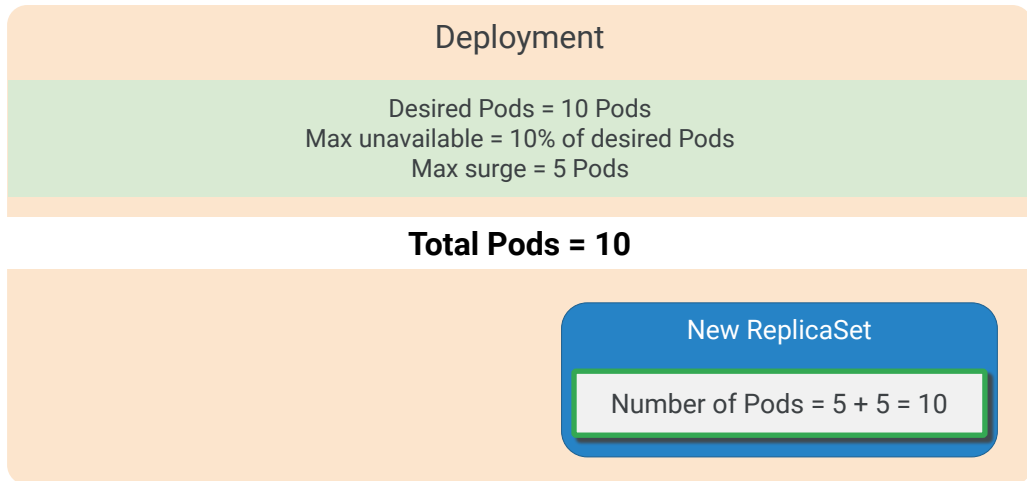 Deployment
Desired Pods = 10 Pods
Max unavailable = 10% of desired Pods
Max surge = 5 Pods
Total Pods = 10
New ReplicaSet
Number of Pods = 5 + 5 = 10